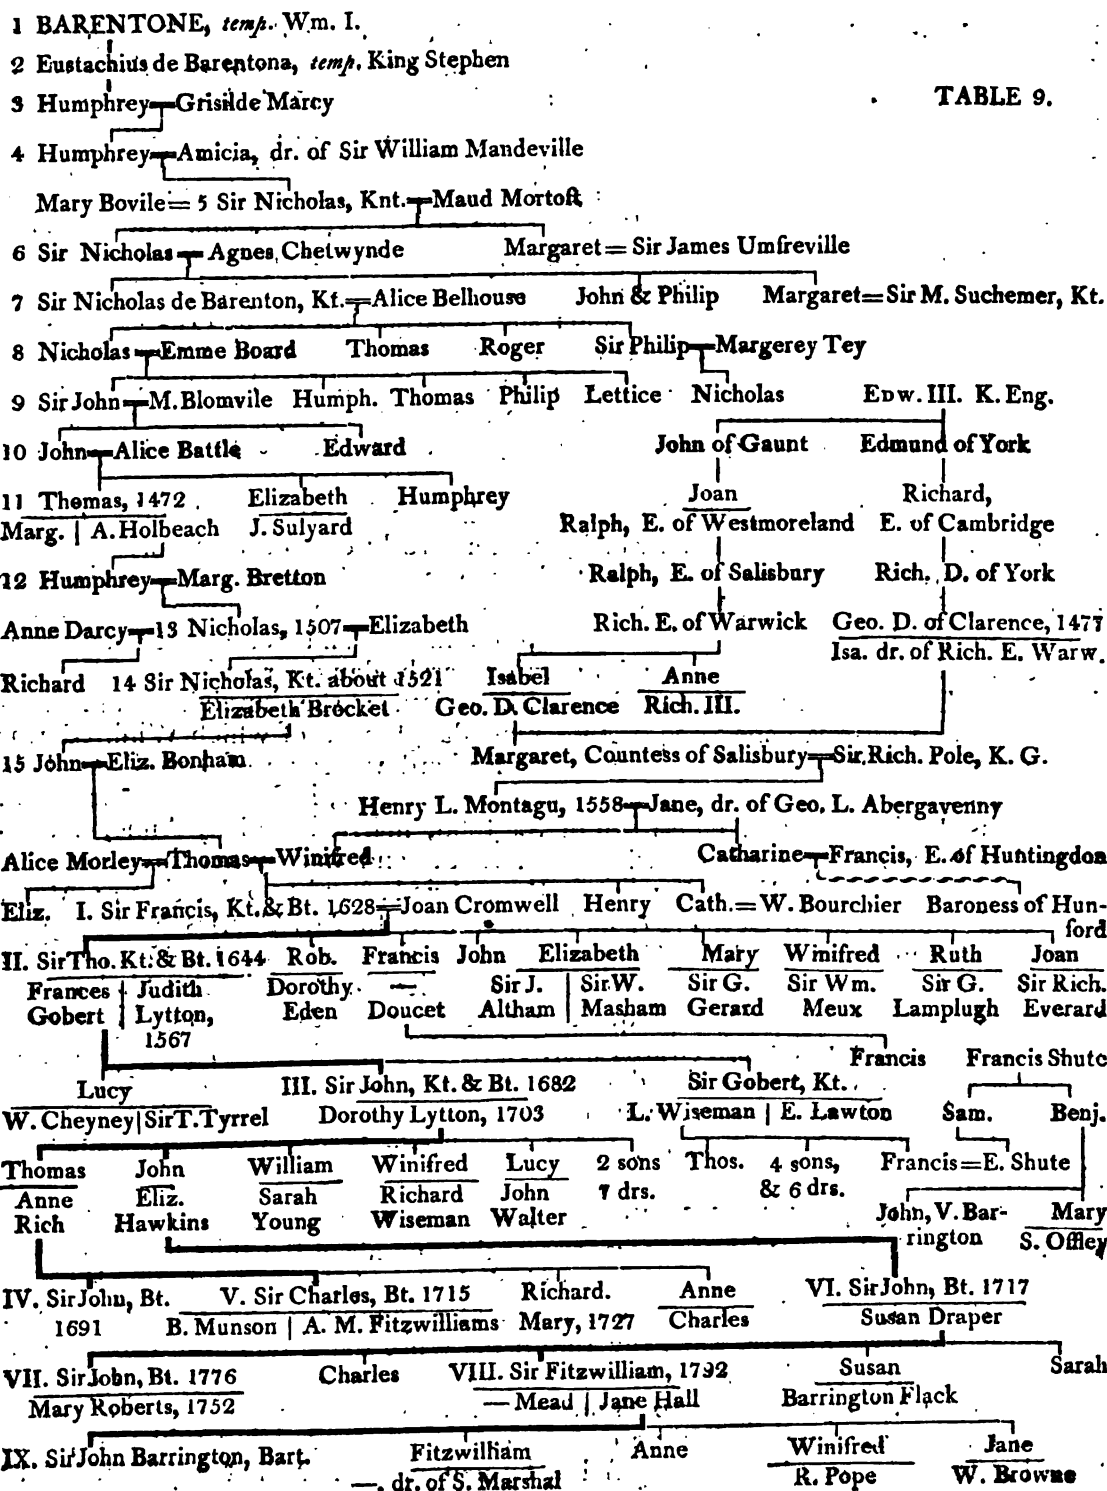 1 BARENTONE, temp. Wm. I.
2 Eustachius de Barentona, temp. King Stephen
3 Humphrey=Grisilde Marcy
TABLE 9.
4 Humphrey=Amicia, dr. of Sir William Mandeville
Mary Bovile=5 Sir Nicholas, Knt.=Maud Mortoft
6 Sir Nicholas=Agnes Chetwynde Margaret=Sir James Umfreville
7 Sir Nicholas de Barenton, Kt.=Alice Belhouse John & Philip Margaret=Sir M. Suchemer, Kt.
8 Nicholas=Emme Board Thomas Roger Sir Philip=Margerey Tey
9 Sir John=M. Blomvile Humph. Thomas Philip Lettice Nicholas EDW. III. K. Eng.
10 John=Alice Battle Edward John of Gaunt Edmund of York
11 Thomas, 1472 Elizabeth Humphrey Joan Richard,
Marg. | A. Holbeach J. Sulyard Ralph, E. of Westmoreland E. of Cambridge
12 Humphrey=Marg. Bretton Ralph, E. of Salisbury Rich. D. of York
Anne Darcy=13 Nicholas, 1507=Elizabeth Rich. E. of Warwick Geo. D. of Clarence, 1477
Isa. dr. of Rich. E. Warw.
Richard 14 Sir Nicholas, Kt. about 1521 Isabel Anne
Elizabeth Brocket Geo. D. Clarence Rich. III.
15 John=Eliz. Bonham Margaret, Countess of Salisbury=Sir Rich. Pole, K. G.
Henry L. Montagu, 1558=Jane, dr. of Geo. L. Abergavenny
Alice Morley=Thomas=Winifred Catharine=Francis, E. of Huntingdon
Eliz. I. Sir Francis, Kt. & Bt. 1628=Joan Cromwell Henry Cath.=W. Bourchier Baroness of Hun-
ford
II. Sir Tho. Kt. & Bt. 1644 Rob. Francis John Elizabeth Mary Winifred Ruth Joan
Frances | Judith Dorothy — Sir J. | Sir W. Sir G. Sir Wm. Sir G. Sir Rich.
Gobert | Lytton, Eden Doucet Altham | Masham Gerard Meux Lamplugh Everard
1567
Francis Francis Shute
Lucy III. Sir John, Kt. & Bt. 1682 Sir Gobert, Kt.
W. Cheyney | Sir T. Tyrrel Dorothy Lytton, 1703 L. Wiseman | E. Lawton Sam. Benj.
Thomas John William Winifred Lucy 2 sons Thos. 4 sons, Francis=E. Shute
Anne Eliz. Sarah Richard John 7 drs. & 6 drs.
Rich Hawkins Young Wiseman Walter John, V. Bar- Mary
rington S. Offley
IV. Sir John, Bt. V. Sir Charles, Bt. 1715 Richard. Anne VI. Sir John, Bt. 1717
1691 B. Munson | A. M. Fitzwilliams Mary, 1727 Charles Susan Draper
VII. Sir John, Bt. 1776 Charles VIII. Sir Fitzwilliam, 1792 Susan Sarah
Mary Roberts, 1752 — Mead | Jane Hall Barrington Flack
IX. Sir John Barrington, Bart. Fitzwilliam Anne Winifred Jane
—, dr. of S. Marshal R. Pope W. Browne